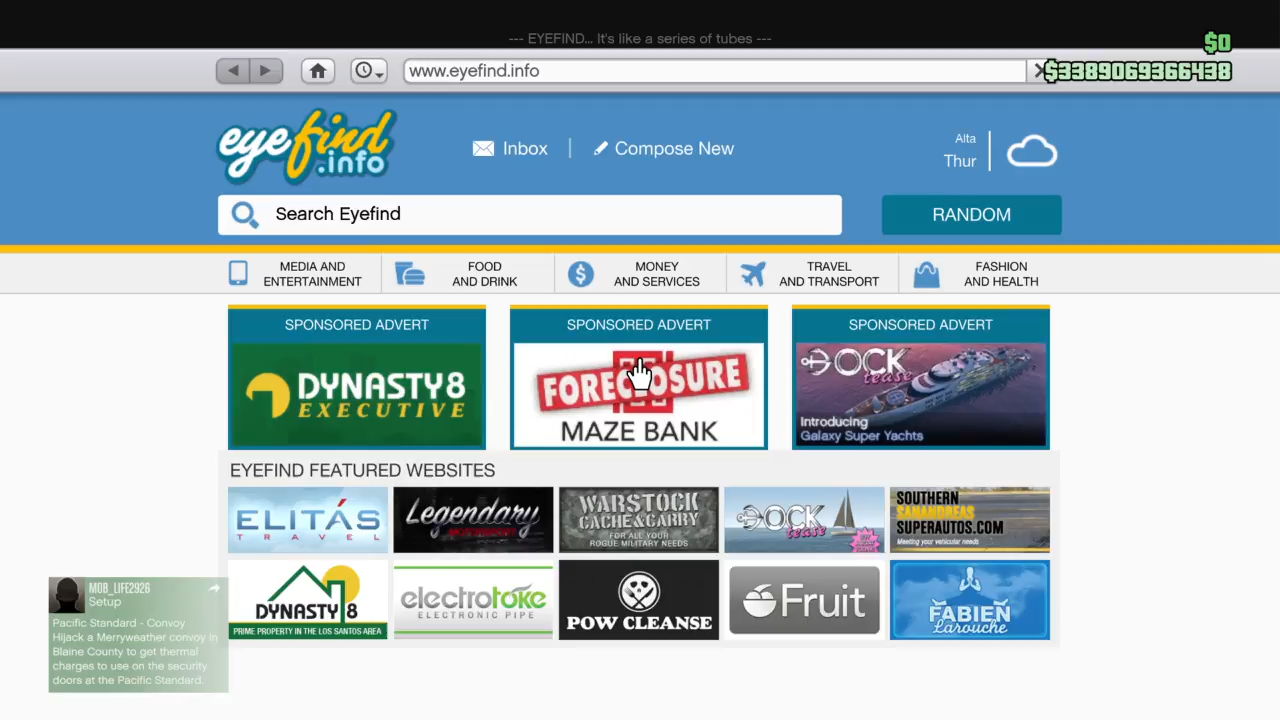 --- EYEFIND... It's like a series of tubes ---
$0
www.eyefind.info
$3389069366438
eyefind.info
Inbox
Compose New
Alta
Thur
Search Eyefind
RANDOM
MEDIA AND ENTERTAINMENT
FOOD AND DRINK
MONEY AND SERVICES
TRAVEL AND TRANSPORT
FASHION AND HEALTH
SPONSORED ADVERT
DYNASTY8
EXECUTIVE
SPONSORED ADVERT
FORECLOSURE
MAZE BANK
SPONSORED ADVERT
DOCK
tease
Introducing
Galaxy Super Yachts
EYEFIND FEATURED WEBSITES
ELITÁS
TRAVEL
Legendary
MOTORSPORT
WARSTOCK
CACHE&CARRY
FOR ALL YOUR
ROGUE MILITARY NEEDS
DOCK
tease
SOUTHERN
SANANDREAS
SUPERAUTOS.COM
Meeting your vehicular needs
DYNASTY 8
PRIME PROPERTY IN THE LOS SANTOS AREA
electrotoke
ELECTRONIC PIPE
POW CLEANSE
Fruit
FABIEN
Larouche
MOB_LIFE2926
Setup
Pacific Standard - Convoy
Hijack a Merryweather convoy in
Blaine County to get thermal
charges to use on the security
doors at the Pacific Standard.